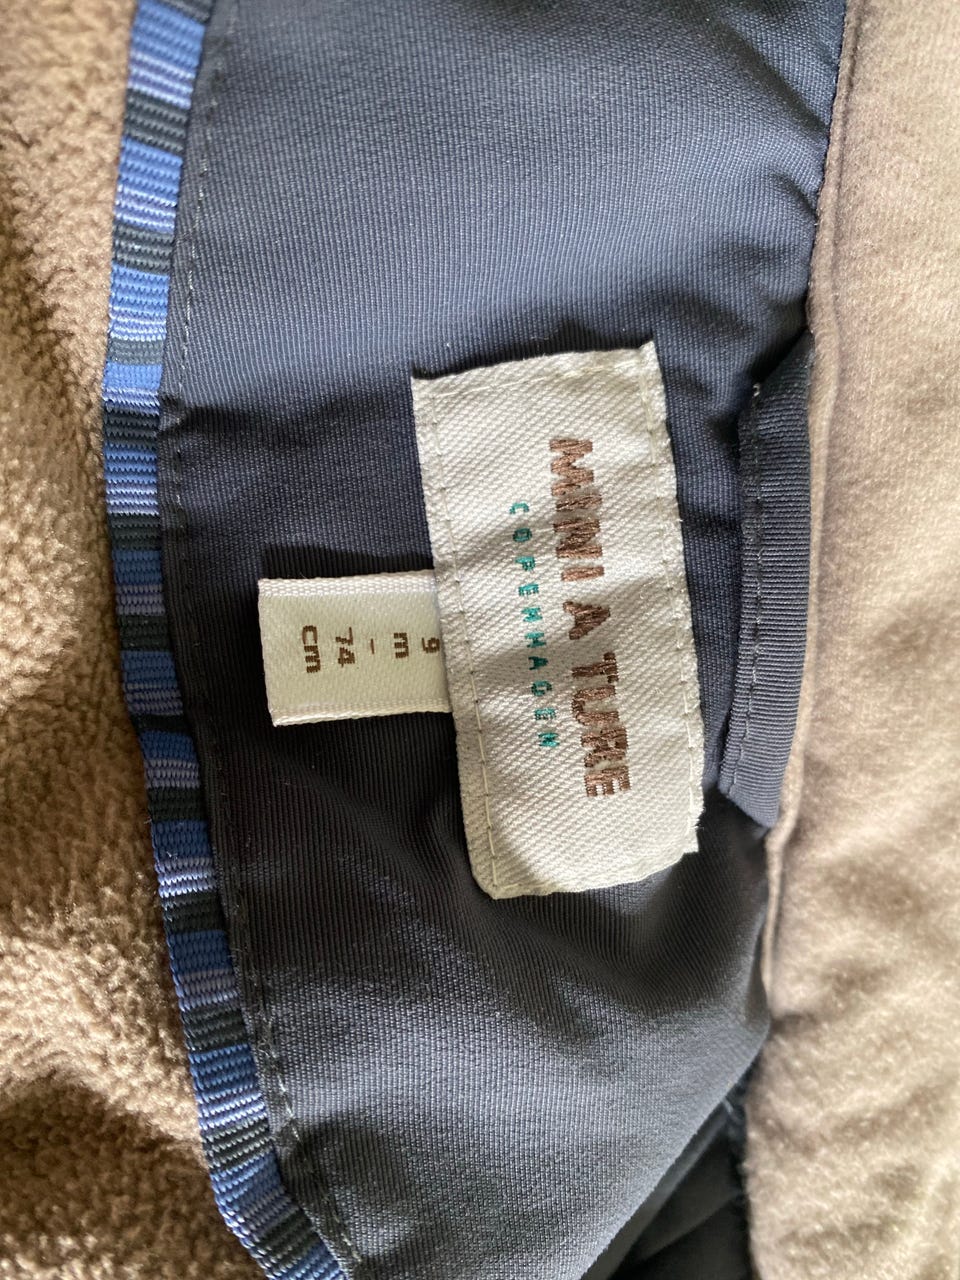 MINI A TURE
COPENHAGEN
9
m
-
74
cm